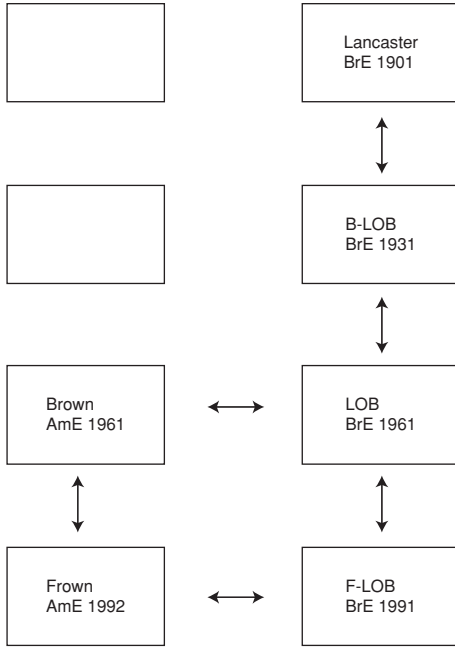 Lancaster
BrE 1901
B-LOB
BrE 1931
Brown
AmE 1961
LOB
BrE 1961
Frown
AmE 1992
F-LOB
BrE 1991